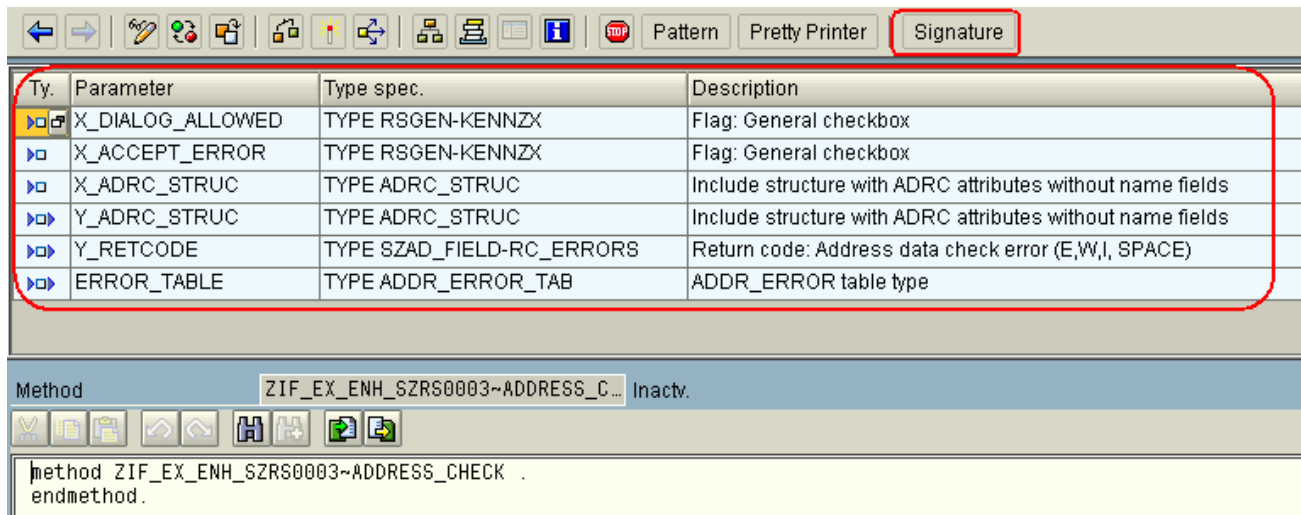 STOP Pattern Pretty Printer Signature
Ty. Parameter Type spec. Description
X_DIALOG_ALLOWED TYPE RSGEN-KENNZX Flag: General checkbox
X_ACCEPT_ERROR TYPE RSGEN-KENNZX Flag: General checkbox
X_ADRC_STRUC TYPE ADRC_STRUC Include structure with ADRC attributes without name fields
Y_ADRC_STRUC TYPE ADRC_STRUC Include structure with ADRC attributes without name fields
Y_RETCODE TYPE SZAD_FIELD-RC_ERRORS Return code: Address data check error (E,W,I, SPACE)
ERROR_TABLE TYPE ADDR_ERROR_TAB ADDR_ERROR table type
Method ZIF_EX_ENH_SZRS0003~ADDRESS_C... Inactv.
method ZIF_EX_ENH_SZRS0003~ADDRESS_CHECK .
endmethod.